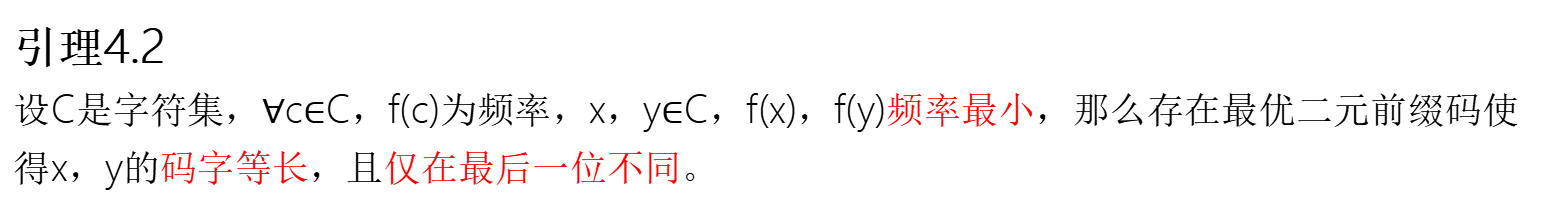 引理4.2
设C是字符集，∀c∈C，f(c)为频率，x，y∈C，f(x)，f(y)频率最小，那么存在最优二元前缀码使
得x，y的码字等长，且仅在最后一位不同。